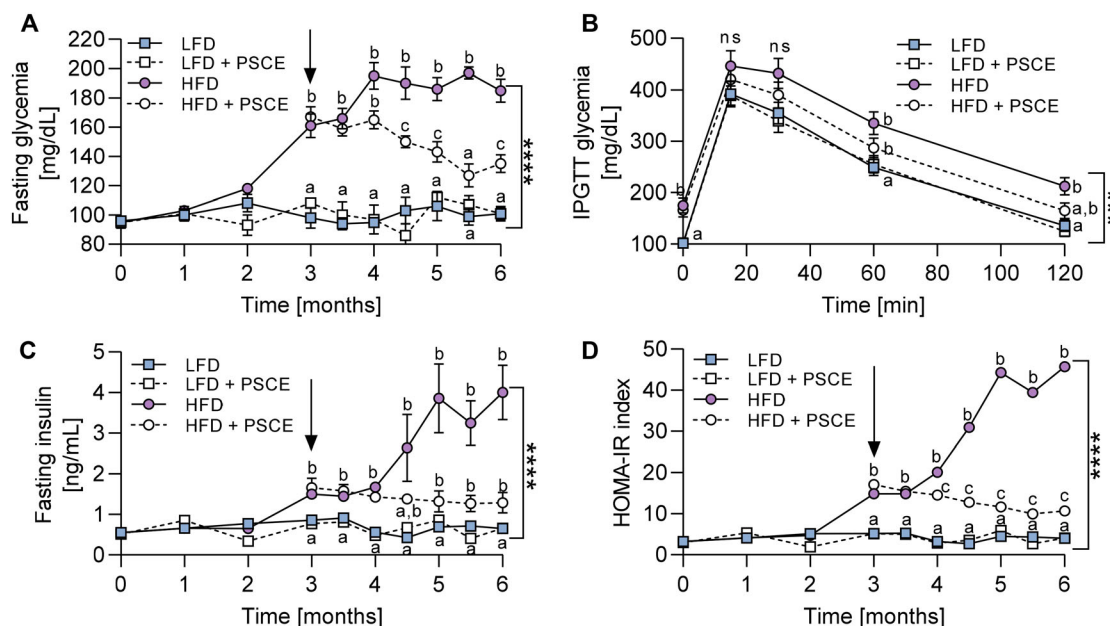 A
Fasting glycemia
[mg/dL]
220
200
180
160
140
120
100
80
LFD
LFD + PSCE
HFD
HFD + PSCE
b b b b b
b b
c c
a c
a a a a
a
****
0 1 2 3 4 5 6
Time [months]
B
IPGTT glycemia
[mg/dL]
500
400
300
200
100
ns ns
LFD
LFD + PSCE
HFD
HFD + PSCE
b
b
b
a
b
a,b
a
a
0 20 40 60 80 100 120
Time [min]
C
Fasting insulin
[ng/mL]
5
4
3
2
1
0
LFD
LFD + PSCE
HFD
HFD + PSCE
b b b b b
b b b
b b b
a,b
a a a a a a a
****
0 1 2 3 4 5 6
Time [months]
D
HOMA-IR index
50
40
30
20
10
0
LFD
LFD + PSCE
HFD
HFD + PSCE
b b b
b
b b b
c c c c c
a a a a a a a
****
0 1 2 3 4 5 6
Time [months]